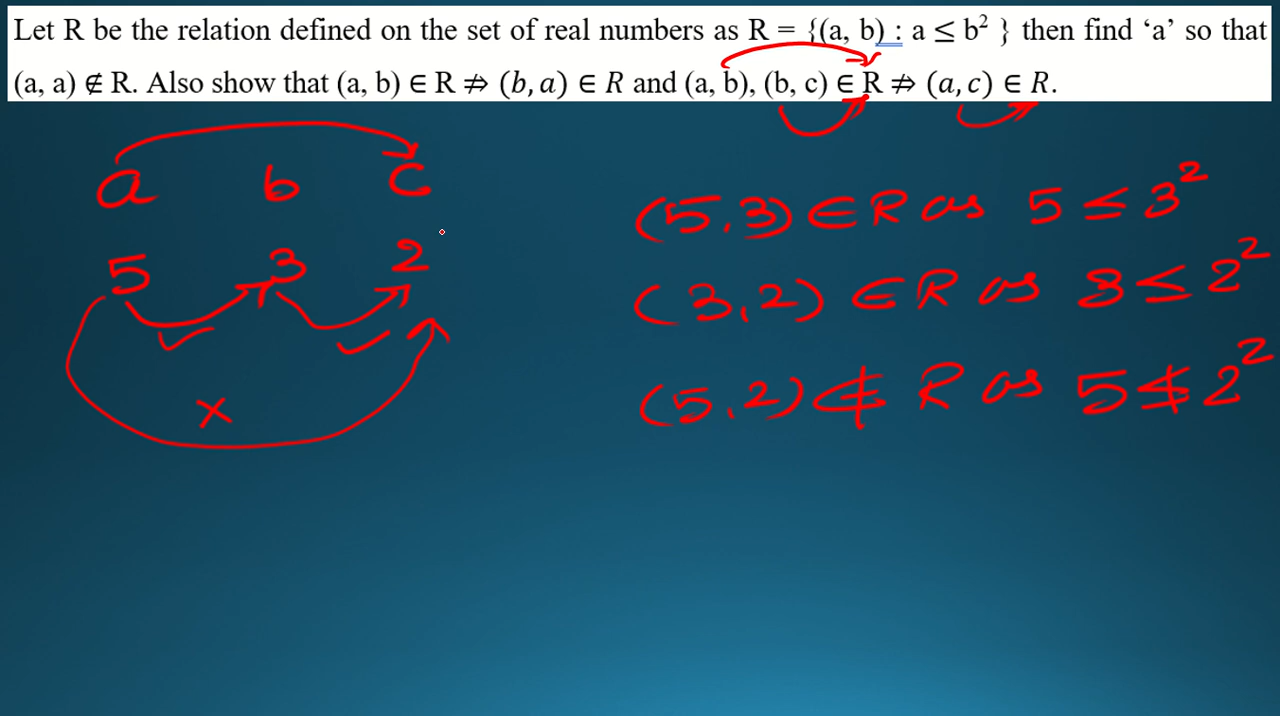 Let R be the relation defined on the set of real numbers as R = {(a, b) : a ≤ b² } then find ‘a’ so that
(a, a) ∉ R. Also show that (a, b) ∈ R ⇏ (b, a) ∈ R and (a, b), (b, c) ∈ R ⇏ (a, c) ∈ R.
a b c
5 3 2
(5,3) ∈ R as 5 ≤ 3²
(3,2) ∈ R as 3 ≤ 2²
(5,2) ∉ R as 5 ≰ 2²